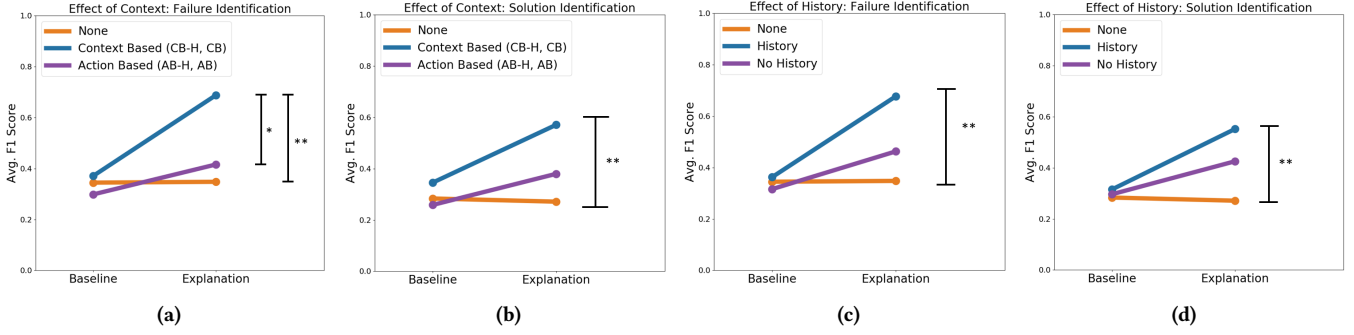 Effect of Context: Failure Identification
None
Context Based (CB-H, CB)
Action Based (AB-H, AB)
Avg. F1 Score
1.0
0.8
0.6
0.4
0.2
0.0
*
**
Baseline
Explanation
(a)
Effect of Context: Solution Identification
None
Context Based (CB-H, CB)
Action Based (AB-H, AB)
Avg. F1 Score
1.0
0.8
0.6
0.4
0.2
0.0
**
Baseline
Explanation
(b)
Effect of History: Failure Identification
None
History
No History
Avg. F1 Score
1.0
0.8
0.6
0.4
0.2
0.0
**
Baseline
Explanation
(c)
Effect of History: Solution Identification
None
History
No History
Avg. F1 Score
1.0
0.8
0.6
0.4
0.2
0.0
**
Baseline
Explanation
(d)